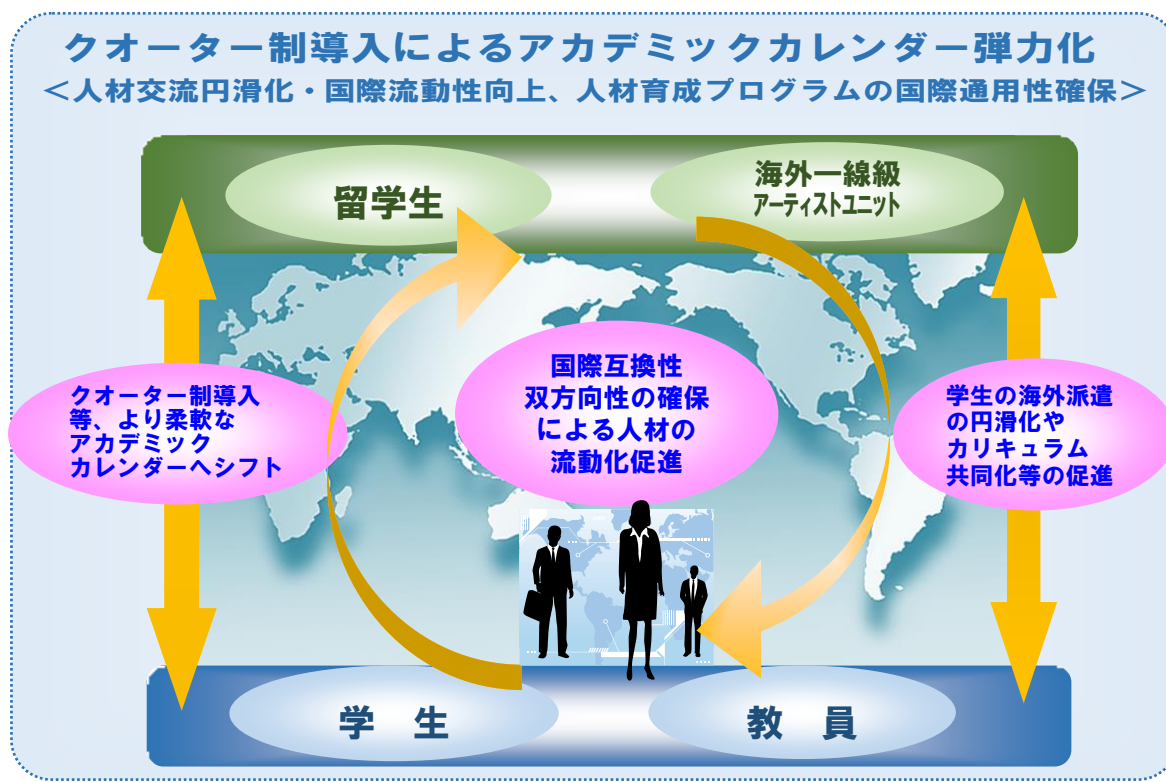 クオーター制導入によるアカデミックカレンダー弾力化
＜人材交流円滑化・国際流動性向上、人材育成プログラムの国際通用性確保＞
留学生
海外一線級
アーティストユニット
クオーター制導入
等、より柔軟な
アカデミック
カレンダーへシフト
国際互換性
双方向性の確保
による人材の
流動化促進
学生の海外派遣
の円滑化や
カリキュラム
共同化等の促進
学　生
教　員